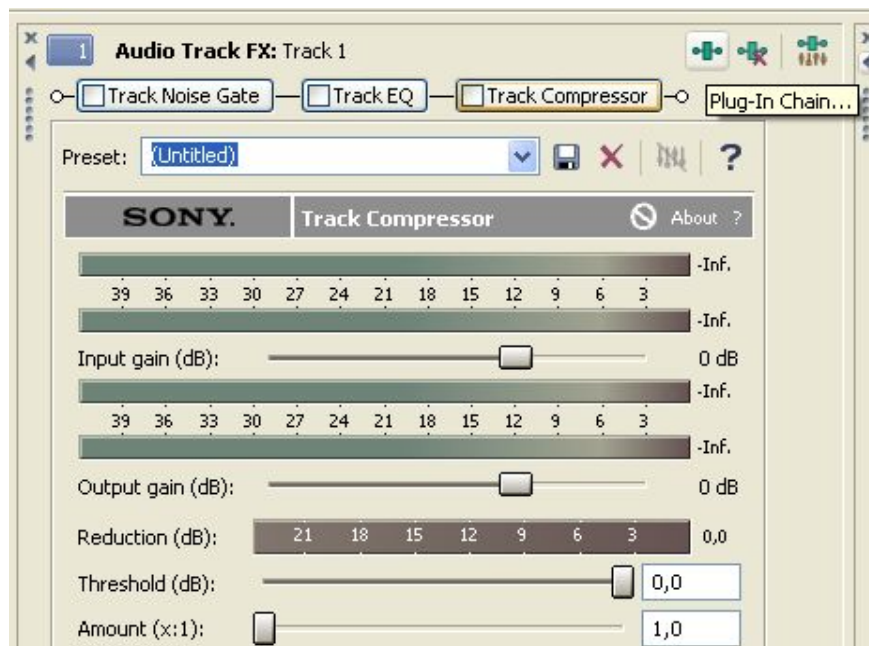 1 Audio Track FX: Track 1
Track Noise Gate Track EQ Track Compressor
Plug-In Chain...
Preset: (Untitled) ?
SONY. Track Compressor About ?
-Inf.
39 36 33 30 27 24 21 18 15 12 9 6 3
-Inf.
Input gain (dB): 0 dB
-Inf.
39 36 33 30 27 24 21 18 15 12 9 6 3
-Inf.
Output gain (dB): 0 dB
Reduction (dB): 21 18 15 12 9 6 3 0,0
Threshold (dB): 0,0
Amount (x:1): 1,0